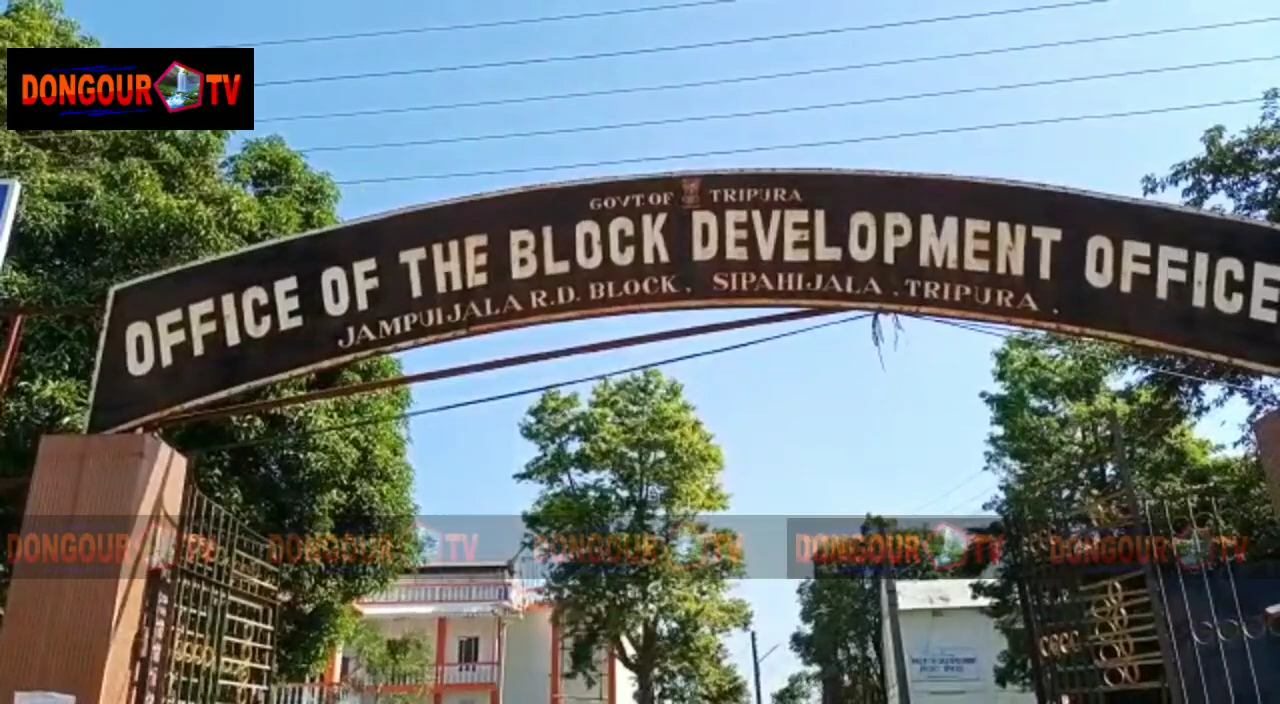 DONGOUR TV
GOVT. OF TRIPURA
OFFICE OF THE BLOCK DEVELOPMENT OFFICE
JAMPUIJALA R.D. BLOCK, SIPAHIJALA, TRIPURA.
DONGOUR TV DONGOUR TV DONGOUR TV DONGOUR TV DONGOUR TV